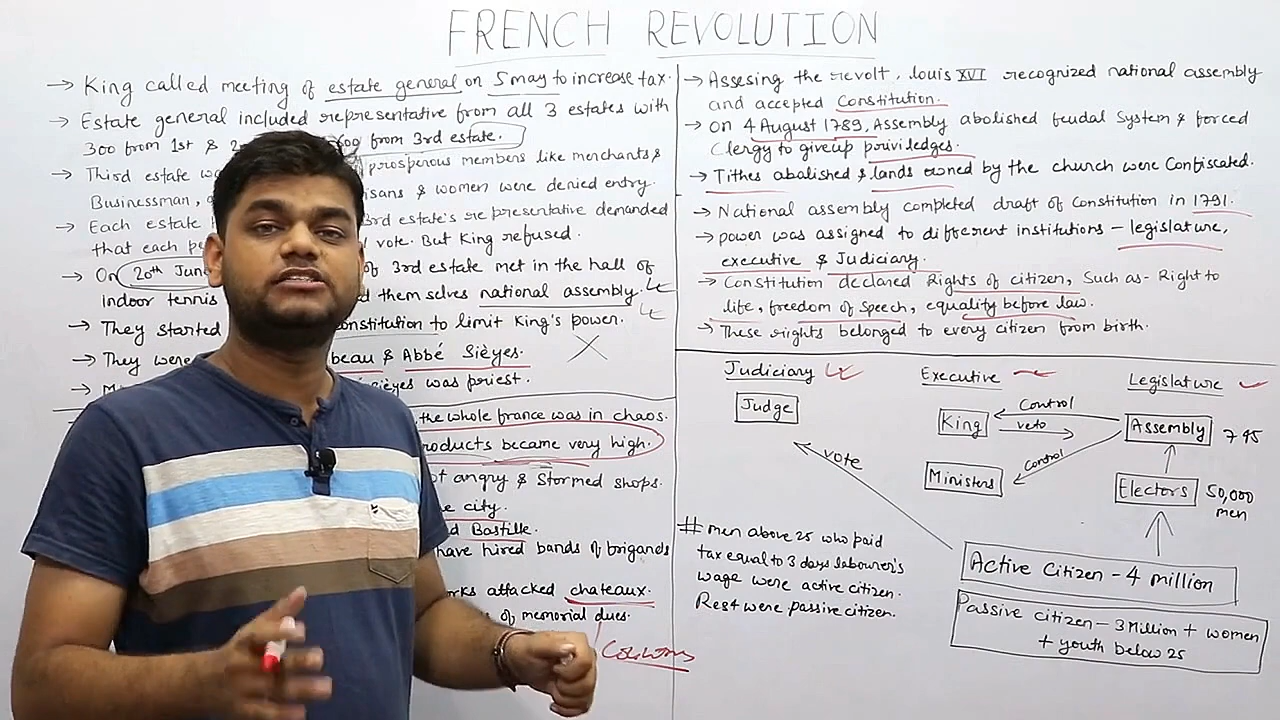 FRENCH REVOLUTION
→ King called meeting of estate general on 5 may to increase tax.
→ Estate general included representative from all 3 estates with
300 from 1st & 600 from 3rd estate.
→ Third estate prosperous members like merchants &
Businessman, & women were denied entry.
→ Each estate 3rd estate's representative demanded
that each vote. But King refused.
→ On 20th of 3rd estate met in the hall of
indoor tennis themselves national assembly.
→ They started constitution to limit King's power.
→ They were & Abbé Sièyes.
→ was priest.
the whole france was in chaos.
products became very high.
angry & stormed shops.
city.
Bastille.
have hired bands of brigands
attacked chateaux.
of memorial dues.
→ Assesing the revolt, louis XVI recognized national assembly
and accepted Constitution.
→ On 4 August 1789, Assembly abolished feudal system & forced
Clergy to giveup priviledges.
→ Tithes abolished & lands owned by the church were Confiscated.
→ National assembly completed draft of Constitution in 1791.
→ power was assigned to different institutions - legislature,
executive & Judiciary.
→ Constitution declared Rights of citizen, Such as- Right to
life, freedom of speech, equality before law.
→ These rights belonged to every citizen from birth.
Judiciary Executive Legislature
Judge
King Control veto Assembly 745
vote Ministers Control
Electors 50,000
men
# men above 25 who paid
tax equal to 3 days labourer's
wage were active citizen.
Rest were passive citizen.
Active citizen - 4 million
Passive citizen - 3 Million + women
+ youth below 25